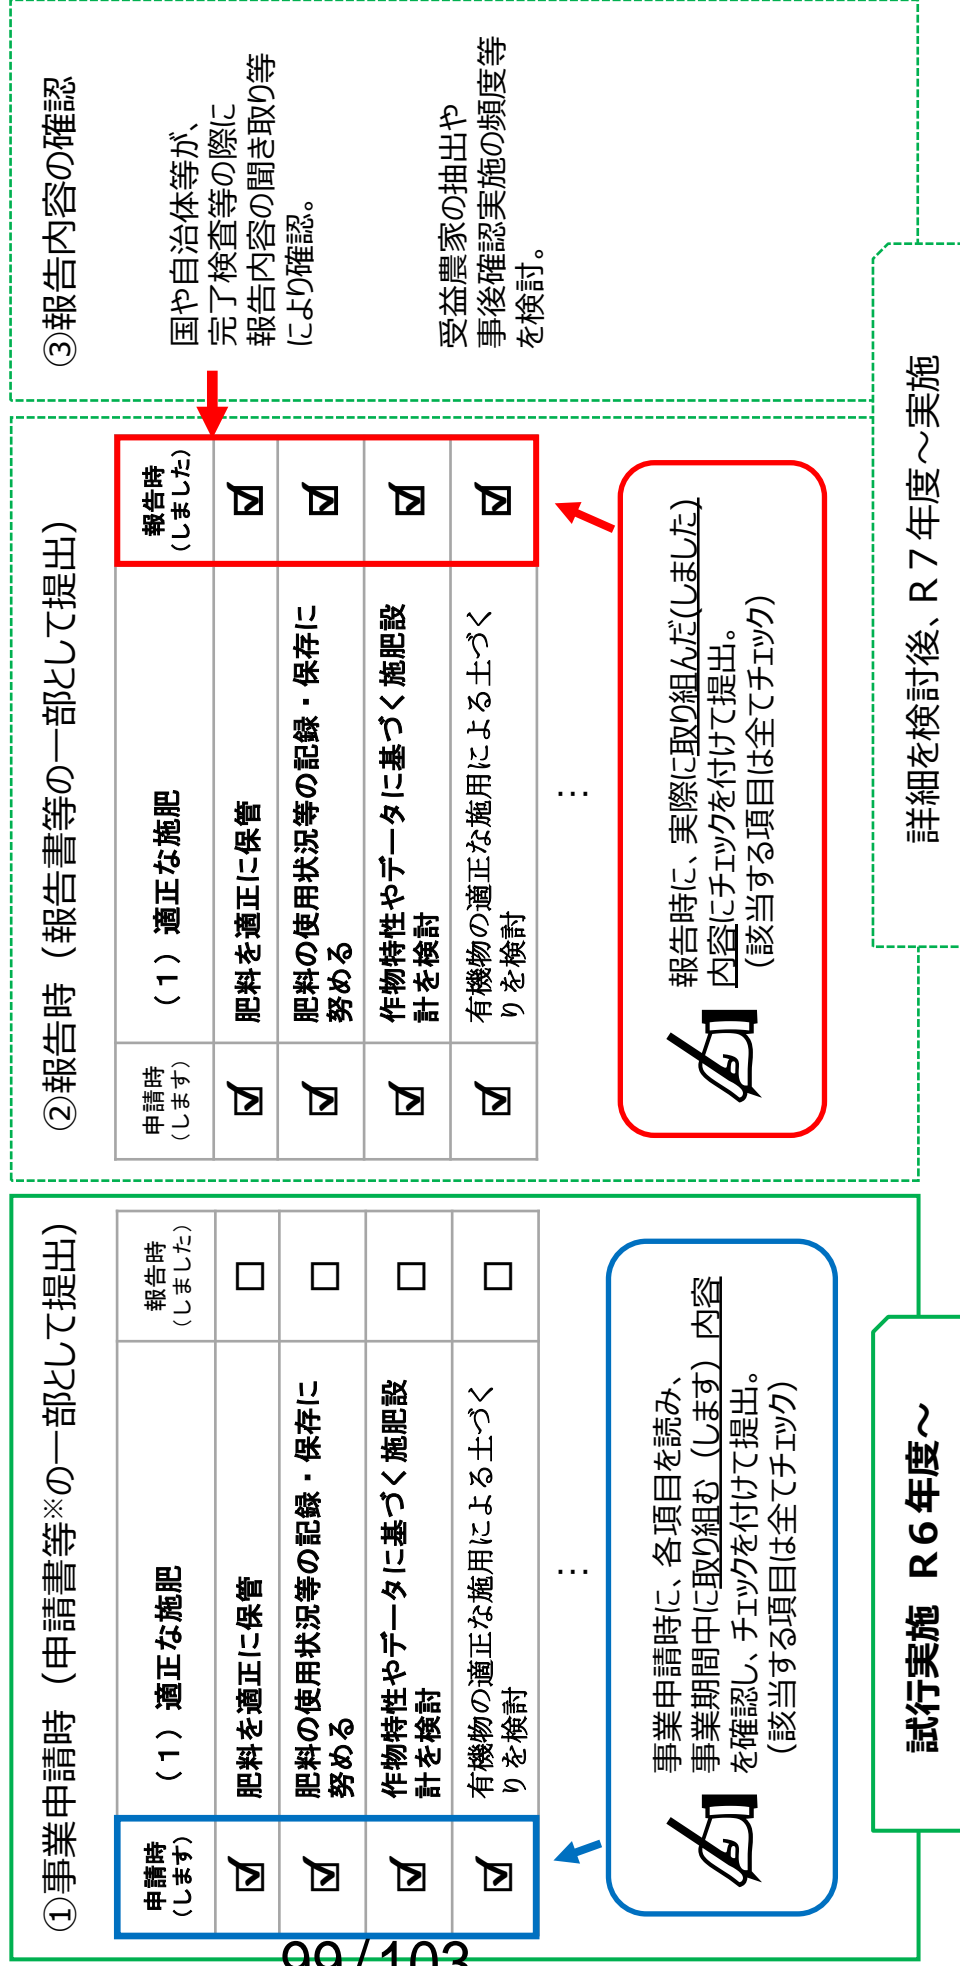 ①事業申請時（申請書等※の一部として提出）
申請時
（します）
（１）適正な施肥
報告時
（しました）
☑
肥料を適正に保管
☐
☑
肥料の使用状況等の記録・保存に
努める
☐
☑
作物特性やデータに基づく施肥設
計を検討
☐
☑
有機物の適正な施用による土づく
りを検討
☐
…
事業申請時に、各項目を読み、
事業期間中に取り組む（します）内容
を確認し、チェックを付けて提出。
（該当する項目は全てチェック）
試行実施 Ｒ６年度～
②報告時（報告書等の一部として提出）
申請時
（します）
（１）適正な施肥
報告時
（しました）
☑
肥料を適正に保管
☑
☑
肥料の使用状況等の記録・保存に
努める
☑
☑
作物特性やデータに基づく施肥設
計を検討
☑
☑
有機物の適正な施用による土づく
りを検討
☑
…
報告時に、実際に取り組んだ（しました）
内容にチェックを付けて提出。
（該当する項目は全てチェック）
③報告内容の確認
国や自治体等が、
完了検査等の際に
報告内容の聞き取り等
により確認。
受益農家の抽出や
事後確認実施の頻度等
を検討。
詳細を検討後、Ｒ７年度～実施
99/103